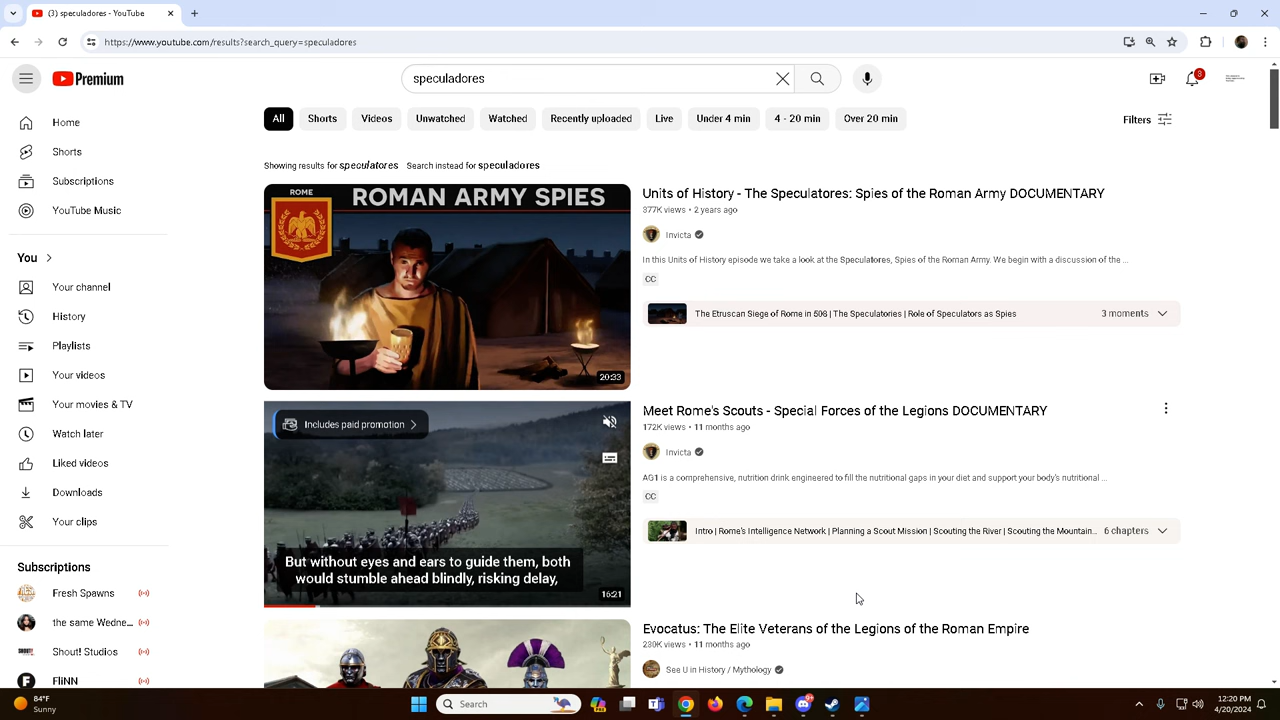 (3) speculadores - YouTube
https://www.youtube.com/results?search_query=speculadores
Premium
speculadores
3
All Shorts Videos Unwatched Watched Recently uploaded Live Under 4 min 4 - 20 min Over 20 min Filters
Showing results for speculatores Search instead for speculadores
Home
Shorts
Subscriptions
YouTube Music
You
Your channel
History
Playlists
Your videos
Your movies & TV
Watch later
Liked videos
Downloads
Your clips
Subscriptions
Fresh Spawns
the same Wedne...
Shout! Studios
FliNN
ROME
ROMAN ARMY SPIES
20:33
Units of History - The Speculatores: Spies of the Roman Army DOCUMENTARY
377K views • 2 years ago
Invicta
In this Units of History episode we take a look at the Speculatores, Spies of the Roman Army. We begin with a discussion of the ...
CC
The Etruscan Siege of Rome in 508 | The Speculatories | Role of Speculators as Spies 3 moments
Includes paid promotion
But without eyes and ears to guide them, both
would stumble ahead blindly, risking delay,
16:21
Meet Rome's Scouts - Special Forces of the Legions DOCUMENTARY
172K views • 11 months ago
Invicta
AG1 is a comprehensive, nutrition drink engineered to fill the nutritional gaps in your diet and support your body's nutritional ...
CC
Intro | Rome's Intelligence Network | Planning a Scout Mission | Scouting the River | Scouting the Mountain... 6 chapters
Evocatus: The Elite Veterans of the Legions of the Roman Empire
230K views • 11 months ago
Sea U in History / Mythology
84°F
Sunny
Search
12:20 PM
4/20/2024